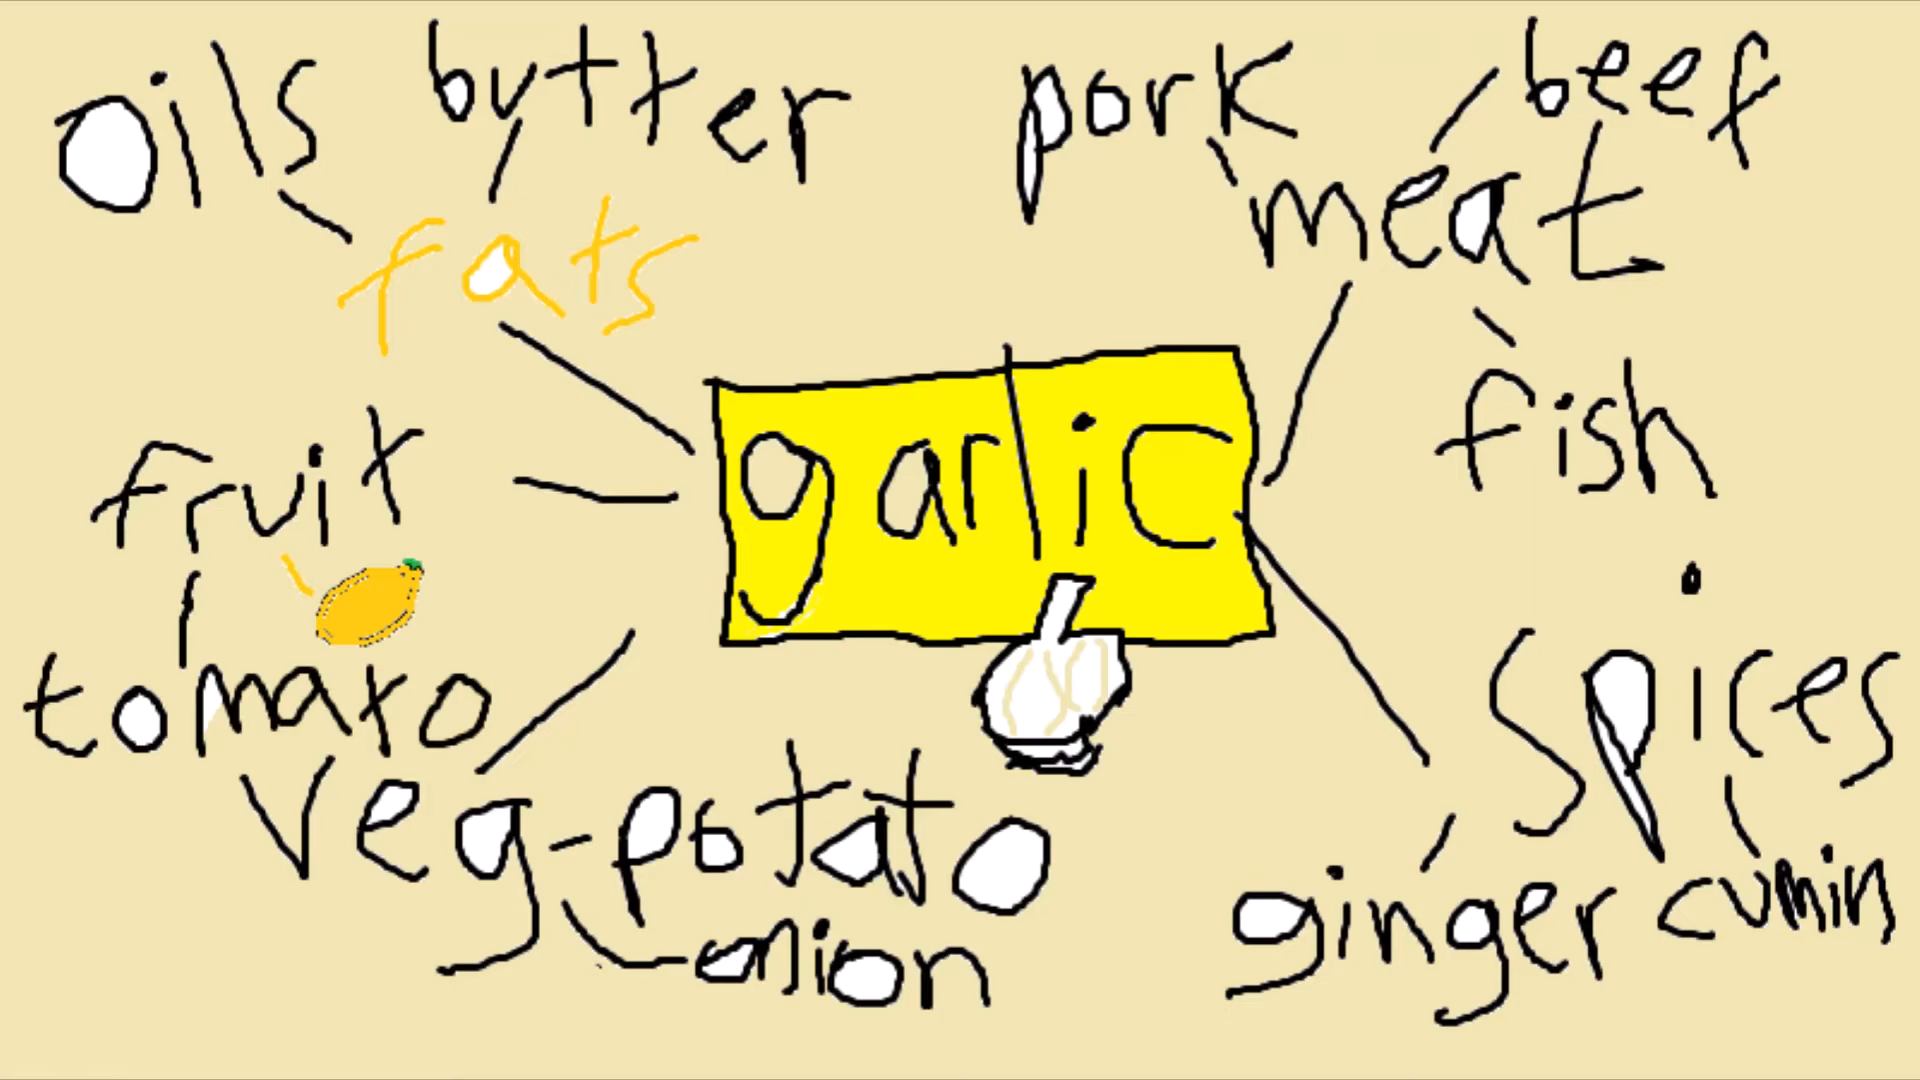 oils butter
fats
pork beef
meat
fish
garlic
fruit
tomato
veg-potato
onion
spices
ginger cumin